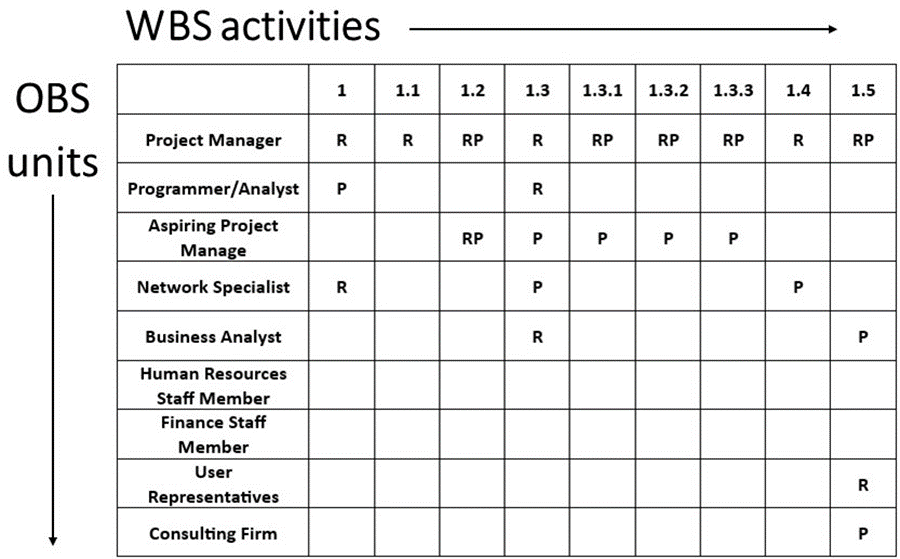 WBS activities
OBS
units
1 1.1 1.2 1.3 1.3.1 1.3.2 1.3.3 1.4 1.5
Project Manager R R RP R RP RP RP R RP
Programmer/Analyst P R
Aspiring Project
Manage RP P P P P
Network Specialist R P P
Business Analyst R P
Human Resources
Staff Member
Finance Staff
Member
User
Representatives R
Consulting Firm P